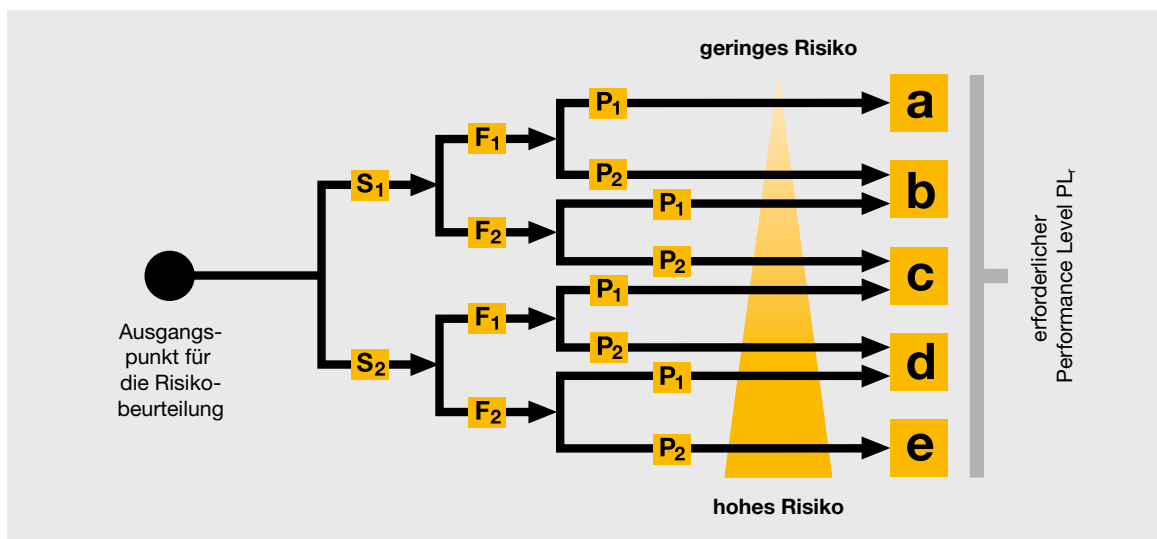 geringes Risiko
P1
a
F1
P2
b
S1
P1
F2
P2
c
Ausgangs-
punkt für
die Risiko-
beurteilung
P1
F1
P2
d
S2
P1
F2
P2
e
hohes Risiko
erforderlicher
Performance Level PLr